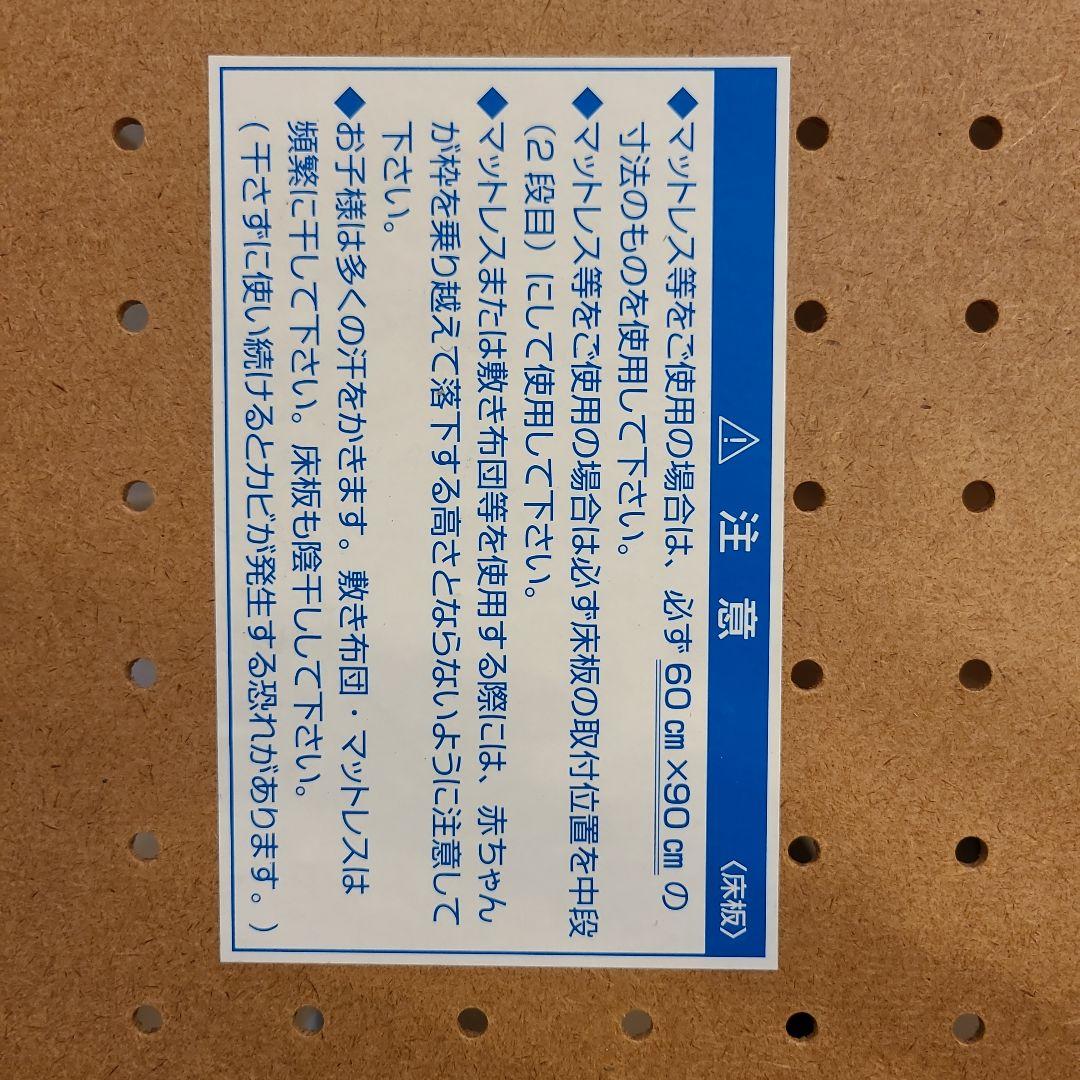 ⚠ 注意 〈床板〉
◆マットレス等をご使用の場合は、必ず60㎝×90㎝の
寸法のものを使用して下さい。
◆マットレス等をご使用の場合は必ず床板の取付位置を中段
(2段目)にして使用して下さい。
◆マットレスまたは敷き布団等を使用する際には、赤ちゃん
が枠を乗り越えて落下する高さとならないように注意して
下さい。
◆お子様は多くの汗をかきます。敷き布団・マットレスは
頻繁に干して下さい。床板も陰干しして下さい。
(干さずに使い続けるとカビが発生する恐れがあります。)